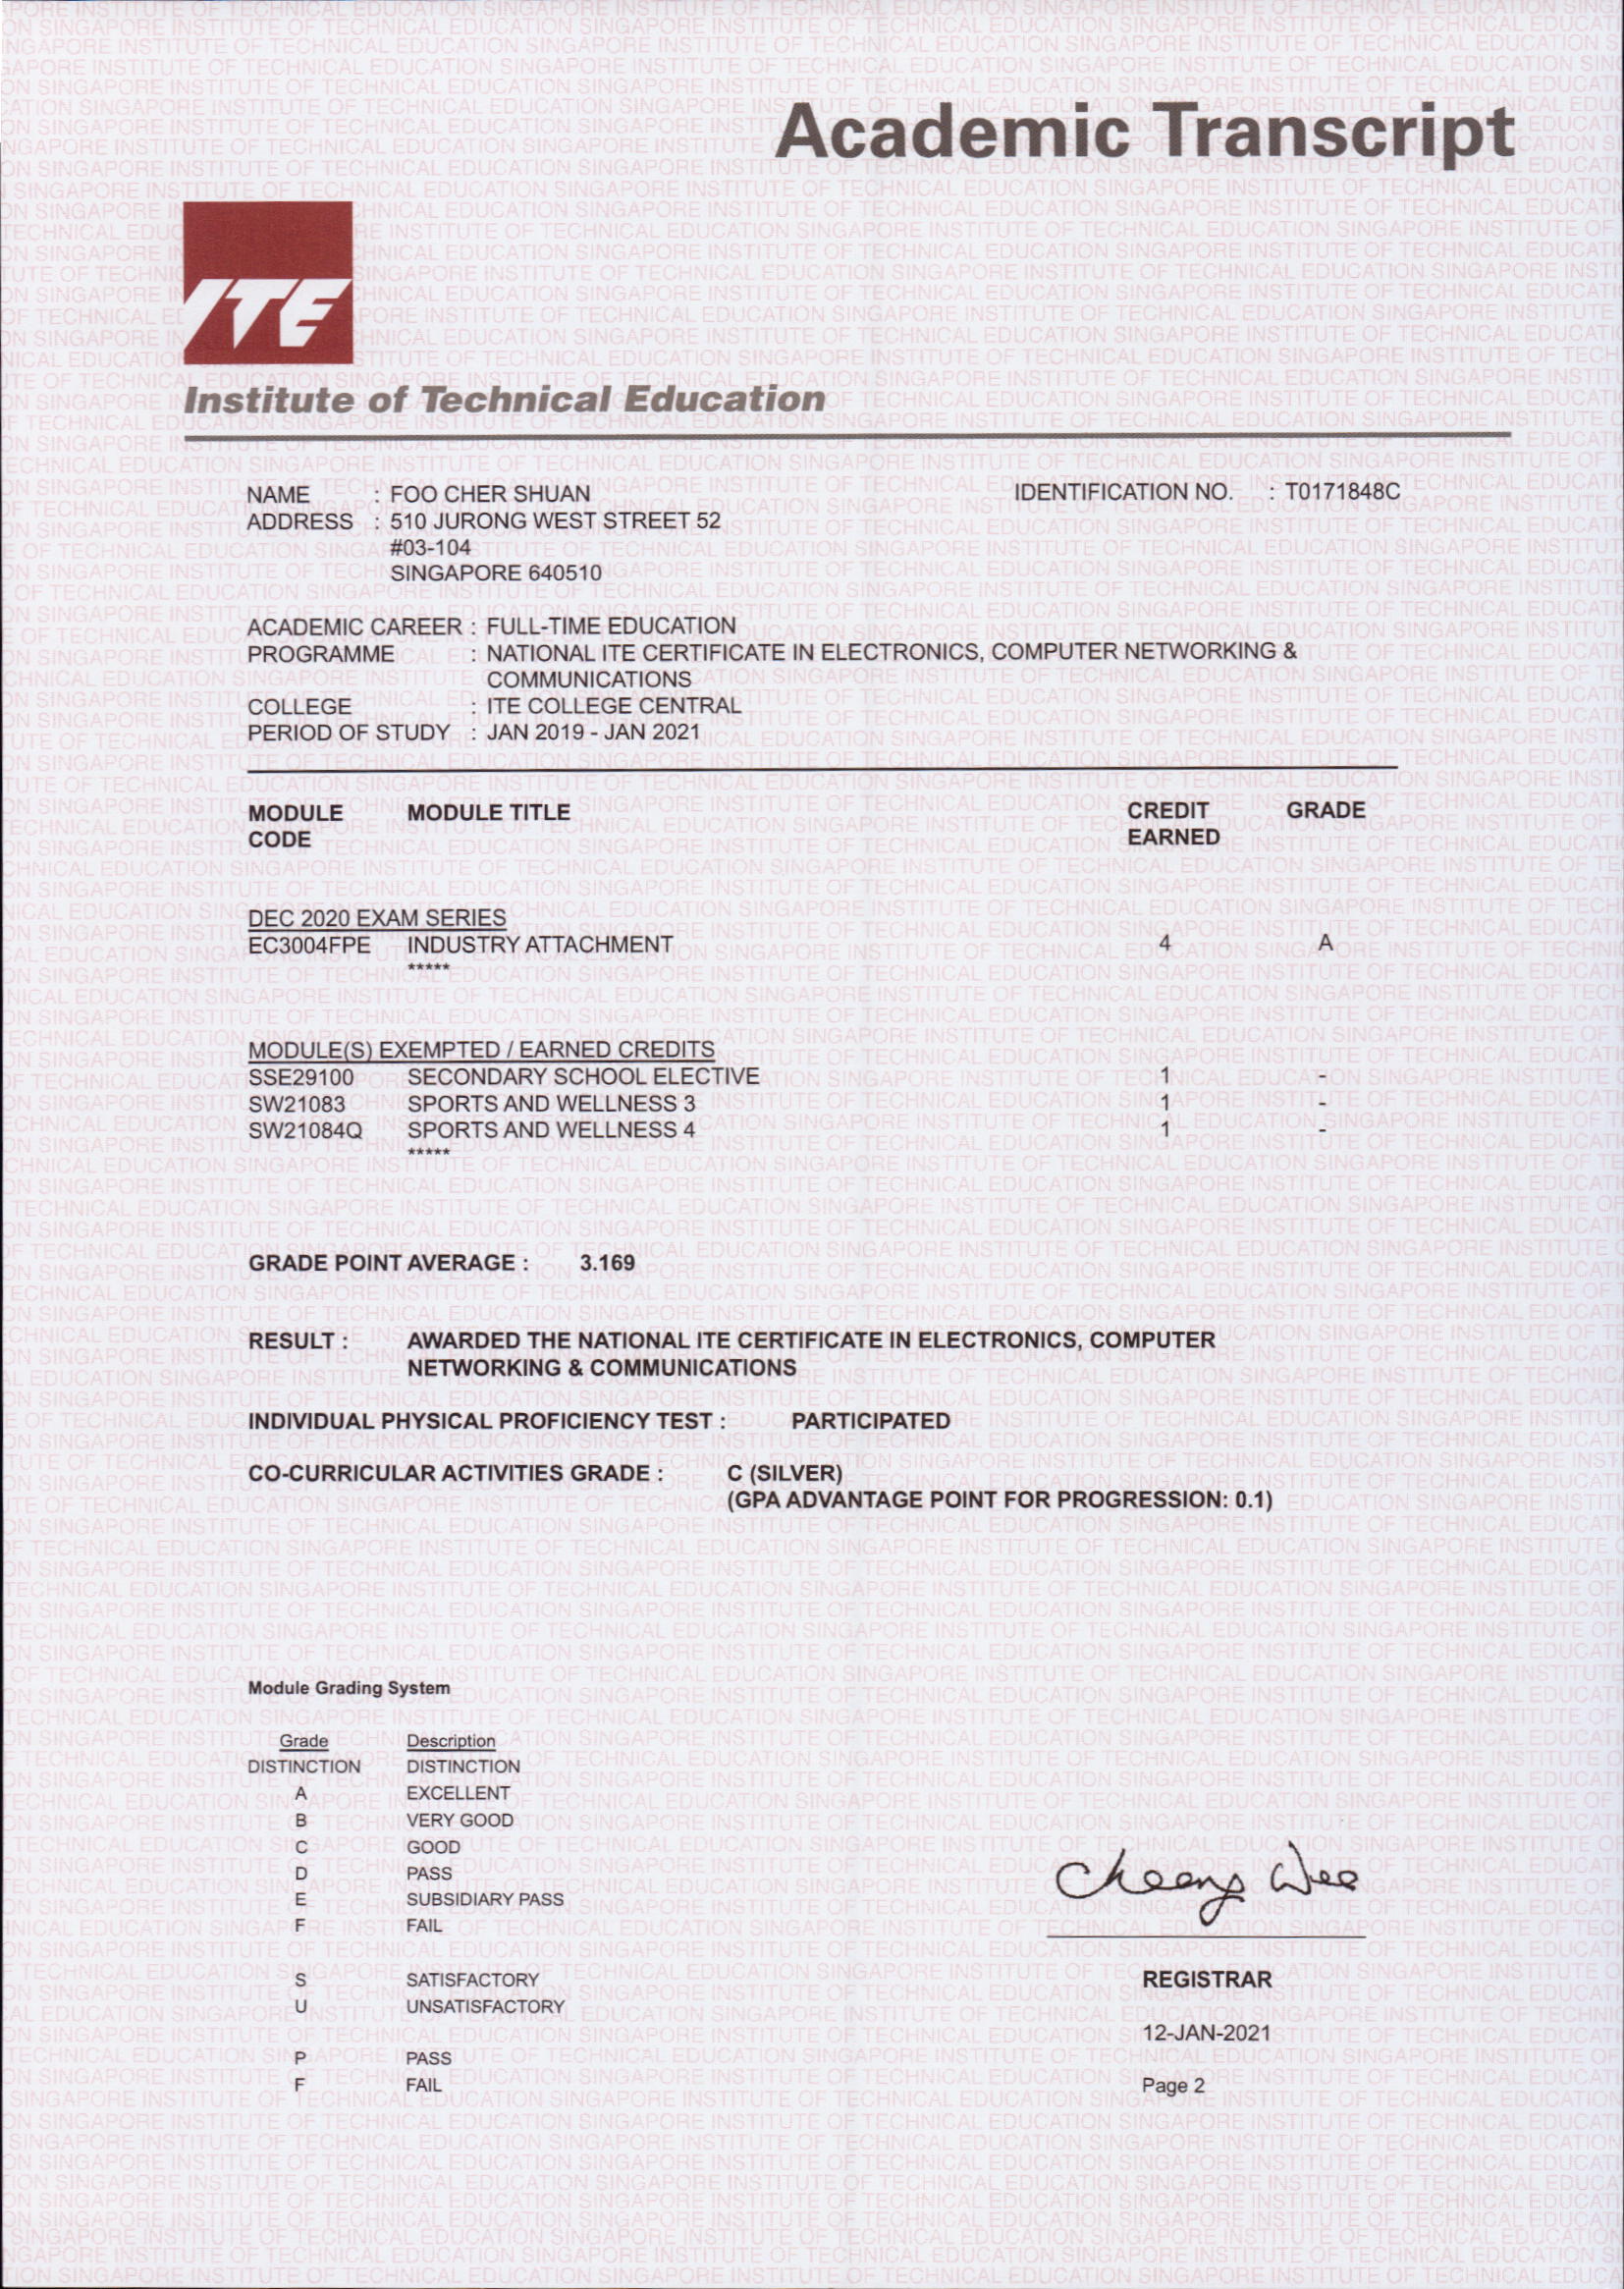 Academic Transcript
ITE
Institute of Technical Education
NAME : FOO CHER SHUAN IDENTIFICATION NO. : T0171848C
ADDRESS : 510 JURONG WEST STREET 52
#03-104
SINGAPORE 640510
ACADEMIC CAREER : FULL-TIME EDUCATION
PROGRAMME : NATIONAL ITE CERTIFICATE IN ELECTRONICS, COMPUTER NETWORKING &
COMMUNICATIONS
COLLEGE : ITE COLLEGE CENTRAL
PERIOD OF STUDY : JAN 2019 - JAN 2021
MODULE MODULE TITLE CREDIT GRADE
CODE EARNED
DEC 2020 EXAM SERIES
EC3004FPE INDUSTRY ATTACHMENT 4 A
*****
MODULE(S) EXEMPTED / EARNED CREDITS
SSE29100 SECONDARY SCHOOL ELECTIVE 1 -
SW21083 SPORTS AND WELLNESS 3 1 -
SW21084Q SPORTS AND WELLNESS 4 1 -
*****
GRADE POINT AVERAGE : 3.169
RESULT : AWARDED THE NATIONAL ITE CERTIFICATE IN ELECTRONICS, COMPUTER
NETWORKING & COMMUNICATIONS
INDIVIDUAL PHYSICAL PROFICIENCY TEST : PARTICIPATED
CO-CURRICULAR ACTIVITIES GRADE : C (SILVER)
(GPA ADVANTAGE POINT FOR PROGRESSION: 0.1)
Module Grading System
Grade Description
DISTINCTION DISTINCTION
A EXCELLENT
B VERY GOOD
C GOOD
D PASS
E SUBSIDIARY PASS
F FAIL
S SATISFACTORY
U UNSATISFACTORY
P PASS
F FAIL
Cheang Wee
REGISTRAR
12-JAN-2021
Page 2